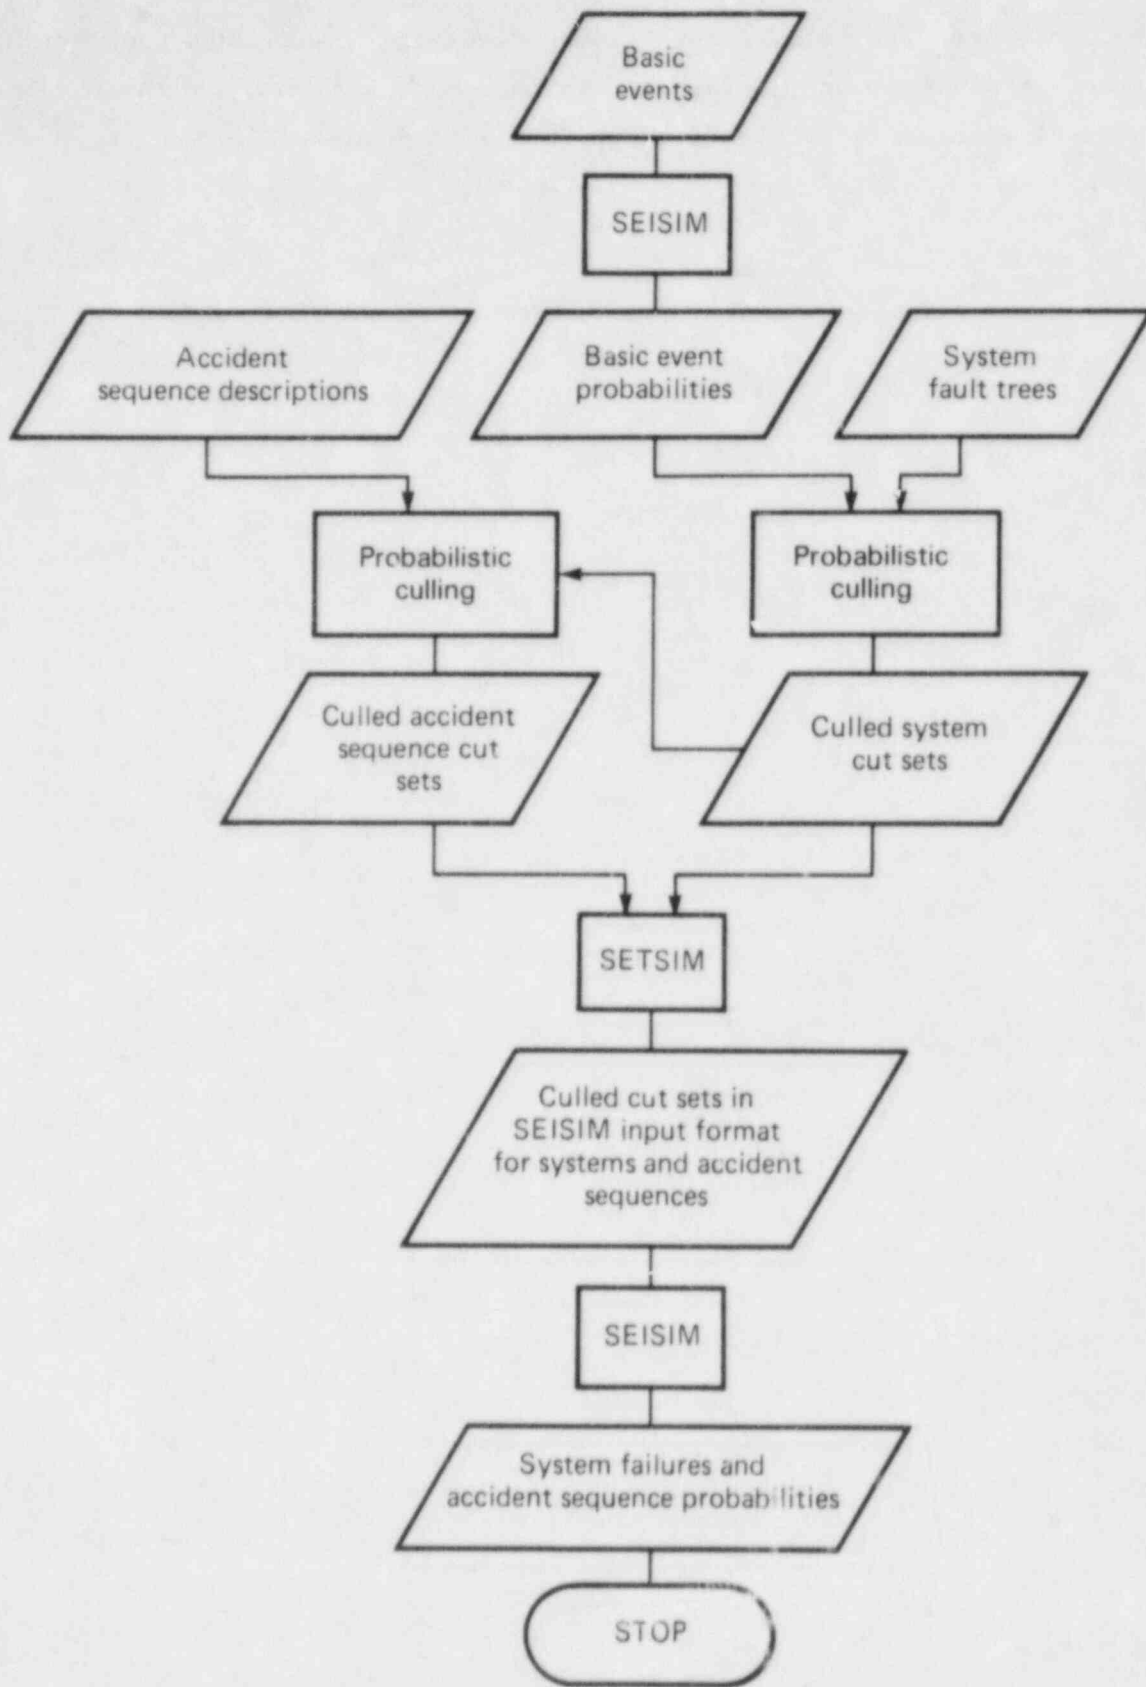 Basic
events
SEISIM
Accident
sequence descriptions
Basic event
probabilities
System
fault trees
Probabilistic
culling
Probabilistic
culling
Culled accident
sequence cut
sets
Culled system
cut sets
SETSIM
Culled cut sets in
SEISIM input format
for systems and accident
sequences
SEISIM
System failures and
accident sequence probabilities
STOP